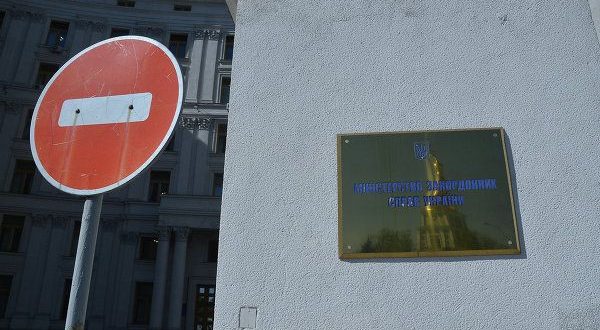 МІНІСТЕРСТВО ЗАКОРДОННИХ
СПРАВ УКРАЇНИ